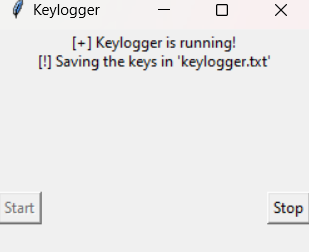 Keylogger
[+] Keylogger is running!
[!] Saving the keys in 'keylogger.txt'
Start
Stop